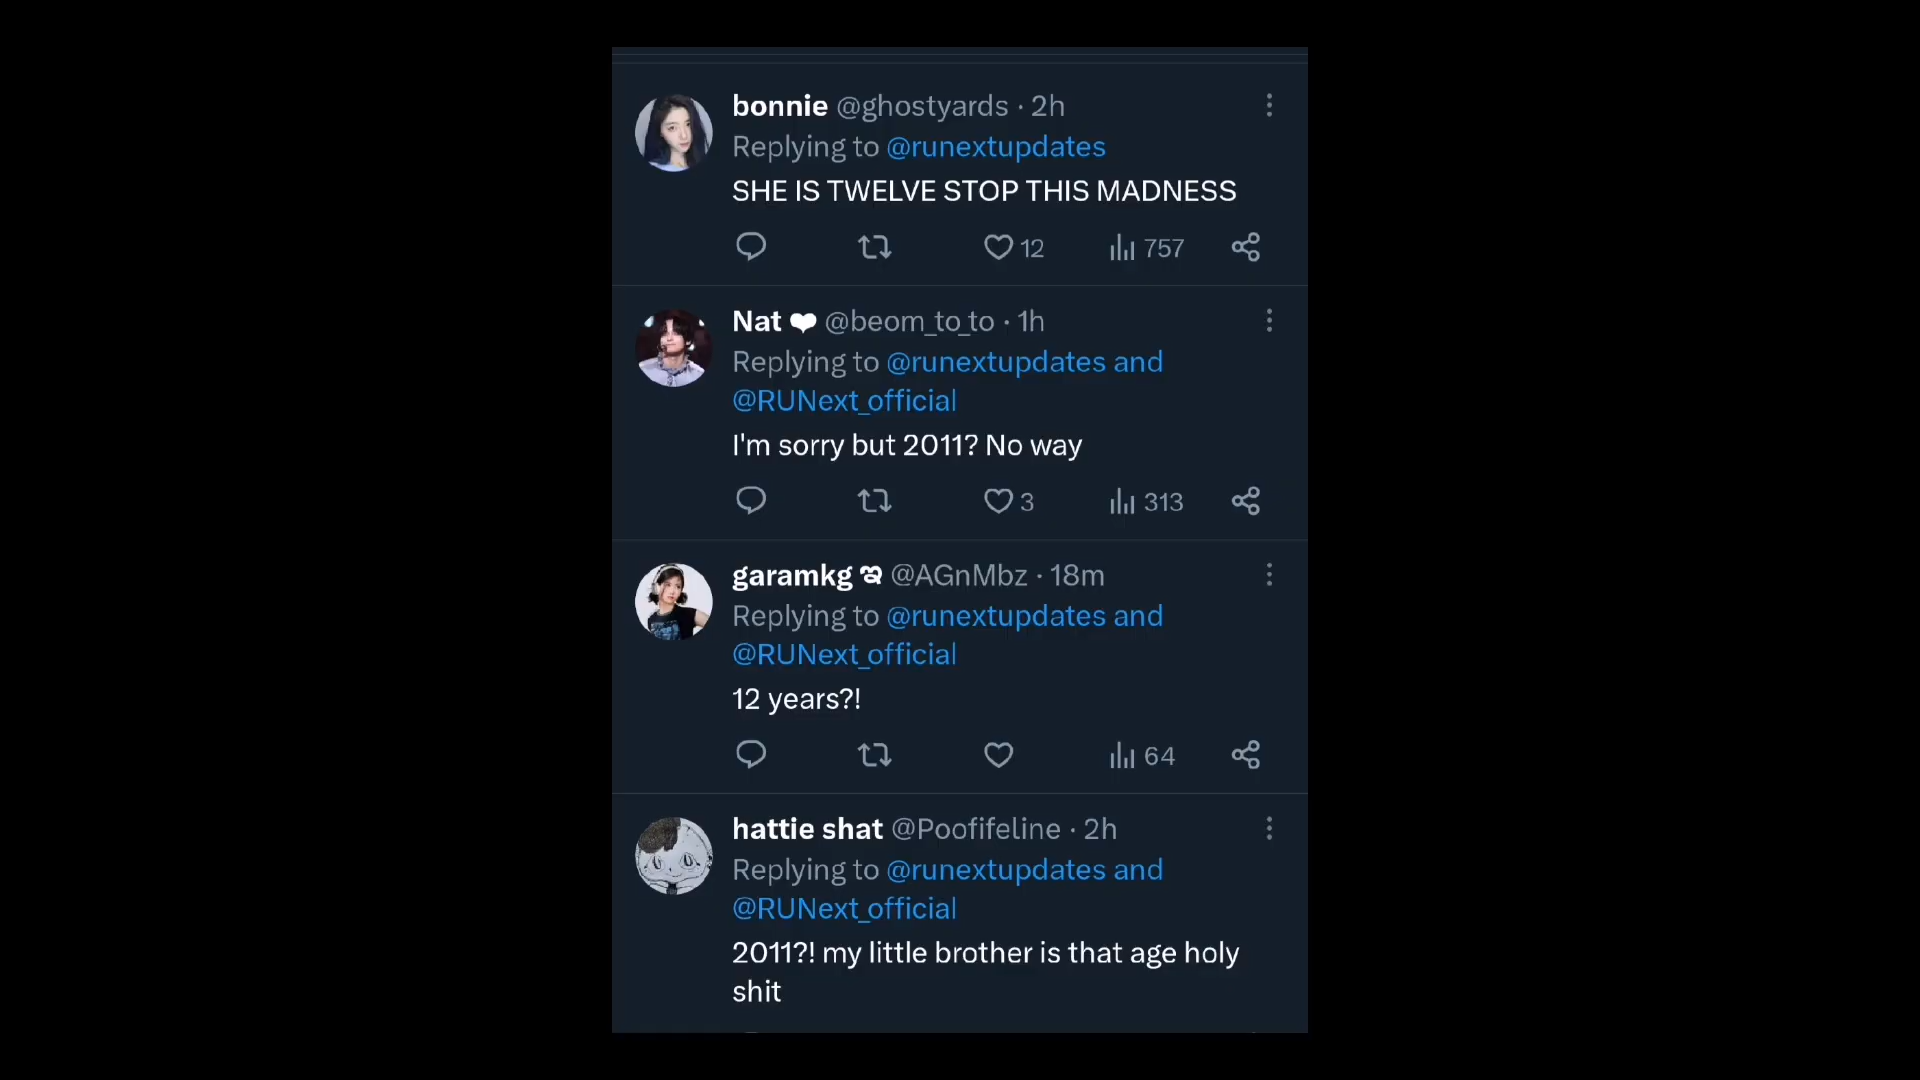 bonnie @ghostyards · 2h
Replying to @runextupdates
SHE IS TWELVE STOP THIS MADNESS
12 757
Nat ❤ @beom_to_to · 1h
Replying to @runextupdates and
@RUNext_official
I'm sorry but 2011? No way
3 313
garamkg @AGnMbz · 18m
Replying to @runextupdates and
@RUNext_official
12 years?!
64
hattie shat @Poofifeline · 2h
Replying to @runextupdates and
@RUNext_official
2011?! my little brother is that age holy
shit